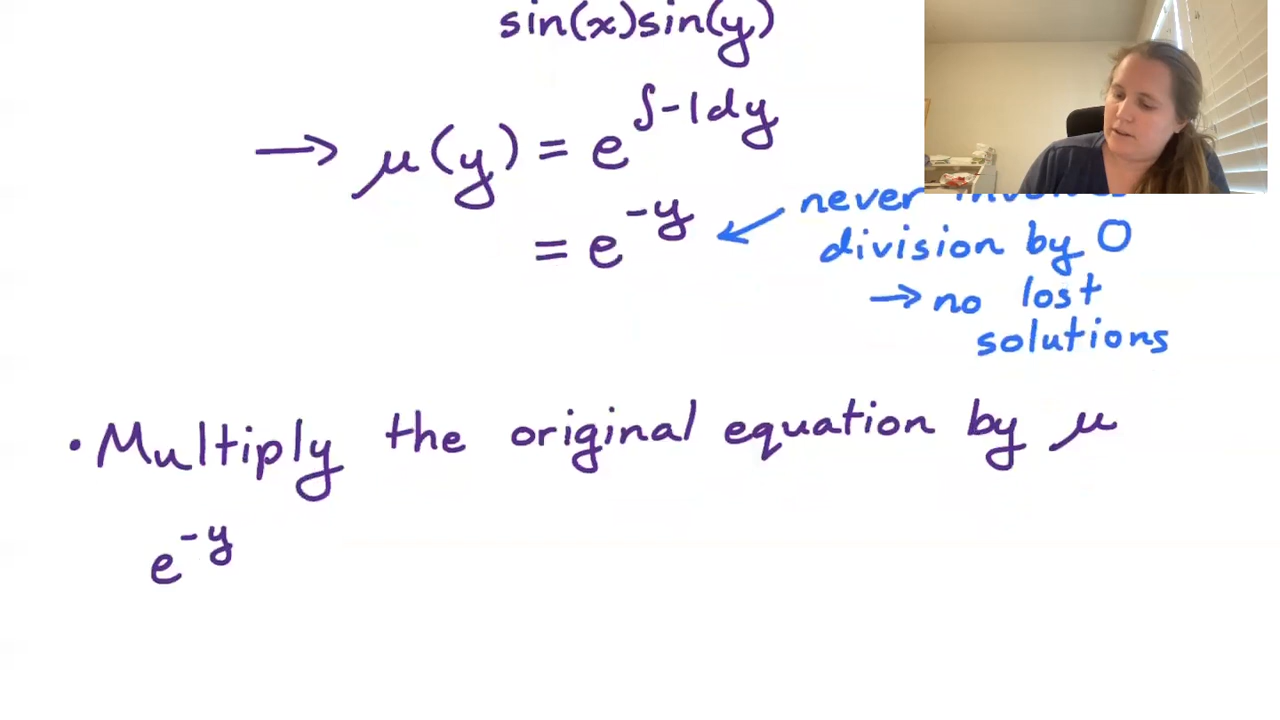 sin(x)sin(y)
→ μ(y) = e^∫-1dy
= e^-y
never
division by 0
→ no lost
solutions
• Multiply the original equation by μ
e^-y